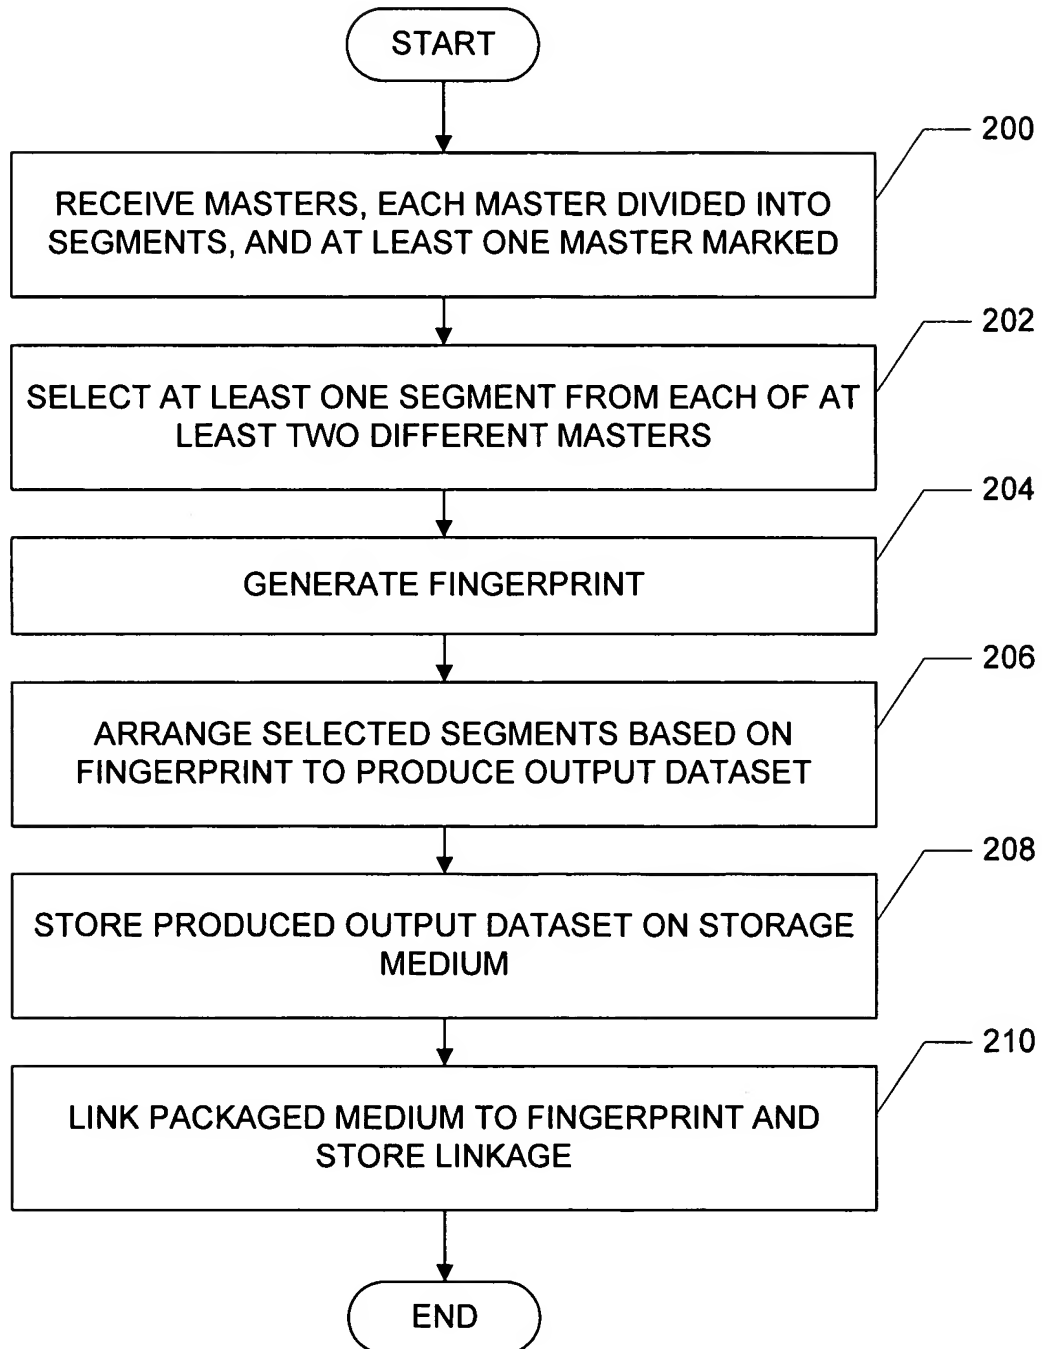 START
200
RECEIVE MASTERS, EACH MASTER DIVIDED INTO
SEGMENTS, AND AT LEAST ONE MASTER MARKED
202
SELECT AT LEAST ONE SEGMENT FROM EACH OF AT
LEAST TWO DIFFERENT MASTERS
204
GENERATE FINGERPRINT
206
ARRANGE SELECTED SEGMENTS BASED ON
FINGERPRINT TO PRODUCE OUTPUT DATASET
208
STORE PRODUCED OUTPUT DATASET ON STORAGE
MEDIUM
210
LINK PACKAGED MEDIUM TO FINGERPRINT AND
STORE LINKAGE
END